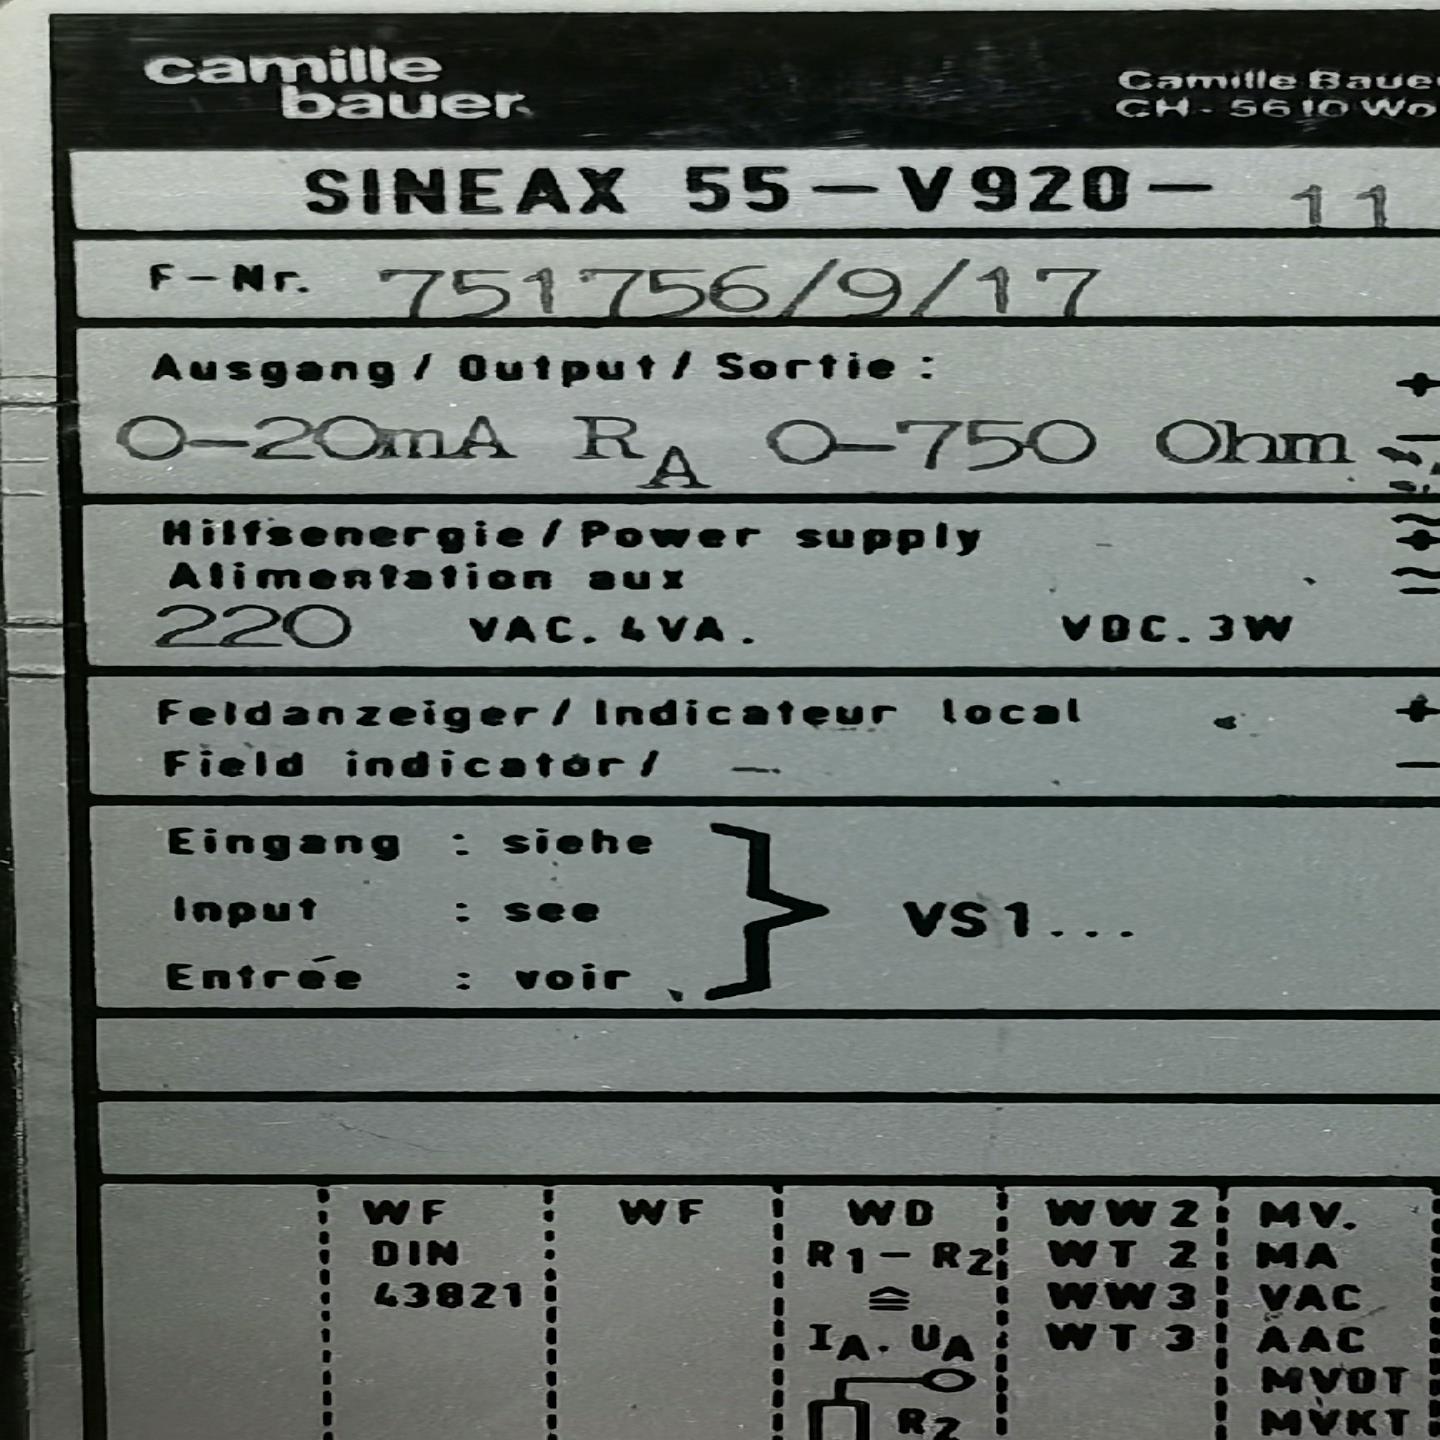 camille
bauer
Camille Baue
CH - 5610 Wo
SINEAX 55-V920- 11
F-Nr. 751756/9/17
Ausgang / Output / Sortie :
+
0-20mA RA 0-750 Ohm
Hilfsenergie / Power supply
Alimentation aux
220 VAC. 4VA. VDC. 3W
Feldanzeiger / Indicateur local +
Field indicator / — —
Eingang : siehe
Input : see VS1...
Entrée : voir
WF WF WD WW2 MV.
DIN R1 - R2 WT 2 MA
43821 ≙ WW3 VAC
IA. UA WT 3 AAC
MVDT
R2 MVKT